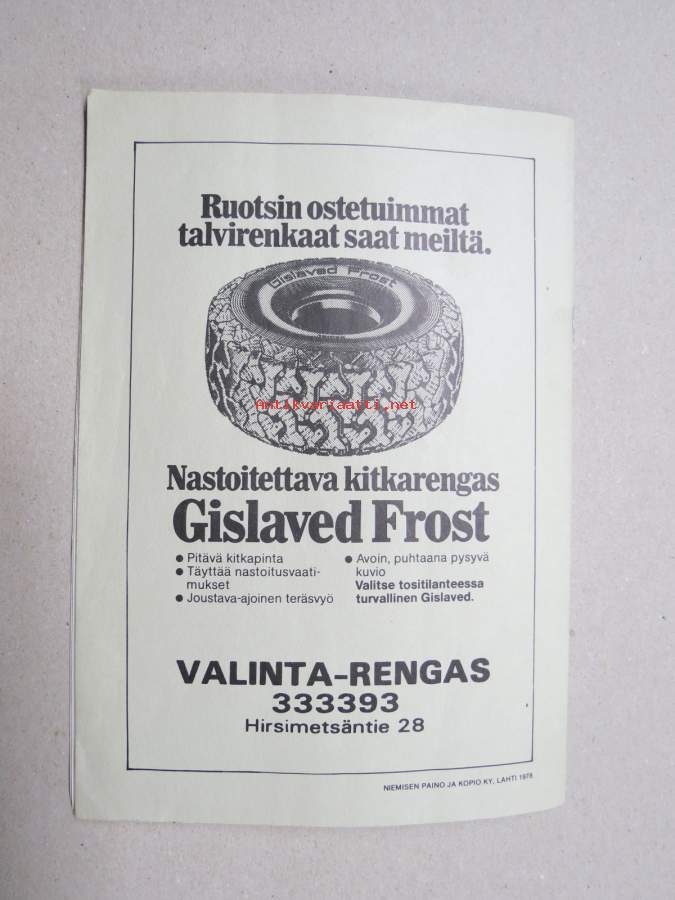 Ruotsin ostetuimmat
talvirenkaat saat meiltä.
Gislaved Frost
Antikvariaatti.net
Nastoitettava kitkarengas
Gislaved Frost
● Pitävä kitkapinta
● Täyttää nastoitusvaati-
mukset
● Joustava-ajoinen teräsvyö
● Avoin, puhtaana pysyvä
kuvio
Valitse tositilanteessa
turvallinen Gislaved.
VALINTA-RENGAS
333393
Hirsimetsäntie 28
NIEMISEN PAINO JA KOPIO KY, LAHTI 1978